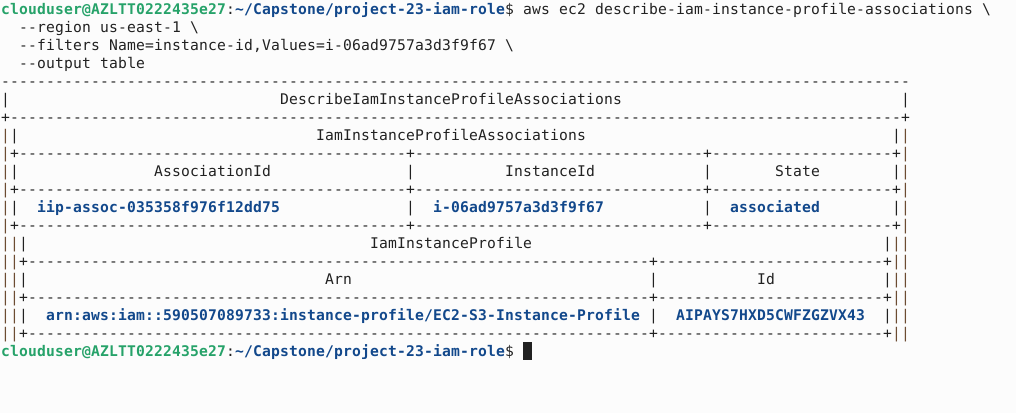 clouduser@AZLTT0222435e27:~/Capstone/project-23-iam-role$ aws ec2 describe-iam-instance-profile-associations \
  --region us-east-1 \
  --filters Name=instance-id,Values=i-06ad9757a3d3f9f67 \
  --output table
-----------------------------------------------------------------------------------------------------
|                              DescribeIamInstanceProfileAssociations                               |
+---------------------------------------------------------------------------------------------------+
||                                 IamInstanceProfileAssociations                                  ||
|+-------------------------------------------+--------------------------------+--------------------+|
||               AssociationId               |          InstanceId            |       State        ||
|+-------------------------------------------+--------------------------------+--------------------+|
||  iip-assoc-035358f976f12dd75              |  i-06ad9757a3d3f9f67           |  associated        ||
|+-------------------------------------------+--------------------------------+--------------------+|
|||                                      IamInstanceProfile                                       |||
||+---------------------------------------------------------------------+-------------------------+||
|||                                 Arn                                 |           Id            |||
||+---------------------------------------------------------------------+-------------------------+||
|||  arn:aws:iam::590507089733:instance-profile/EC2-S3-Instance-Profile |  AIPAYS7HXD5CWFZGZVX43  |||
||+---------------------------------------------------------------------+-------------------------+||
clouduser@AZLTT0222435e27:~/Capstone/project-23-iam-role$